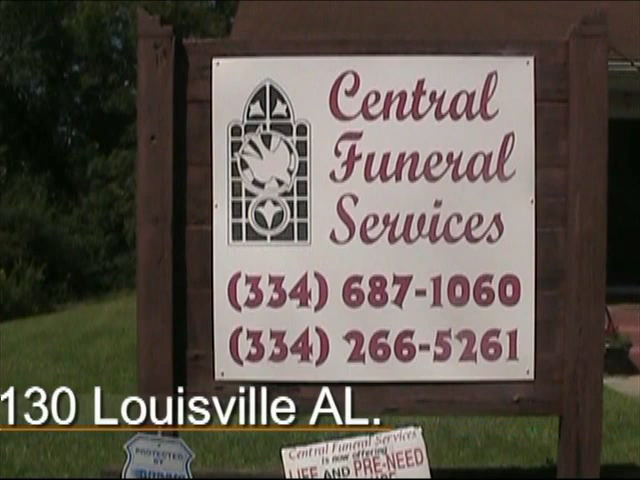 Central
Funeral
Services
(334) 687-1060
(334) 266-5261
130 Louisville AL.
PROTECTED
BY
Central Funeral Services
is now offering
LIFE AND PRE-NEED